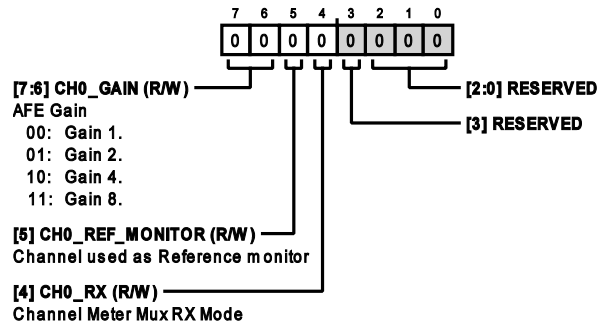 7 6 5 4 3 2 1 0
0 0 0 0 0 0 0 0
[7:6] CH0_GAIN (R/W)
AFE Gain
00: Gain 1.
01: Gain 2.
10: Gain 4.
11: Gain 8.
[5] CH0_REF_MONITOR (R/W)
Channel used as Reference monitor
[4] CH0_RX (R/W)
Channel Meter Mux RX Mode
[2:0] RESERVED
[3] RESERVED